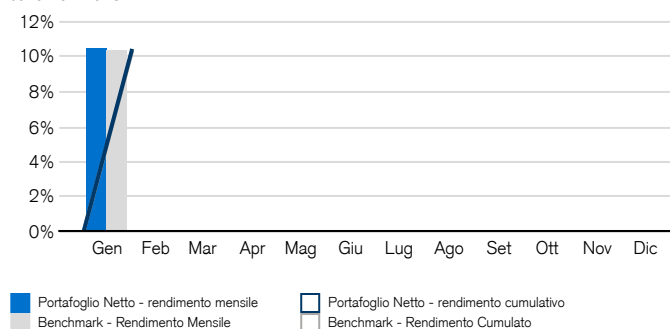 12%
10%
8%
6%
4%
2%
0%
Gen Feb Mar Apr Mag Giu Lug Ago Set Ott Nov Dic
Portafoglio Netto - rendimento mensile Portafoglio Netto - rendimento cumulativo
Benchmark - Rendimento Mensile Benchmark - Rendimento Cumulato